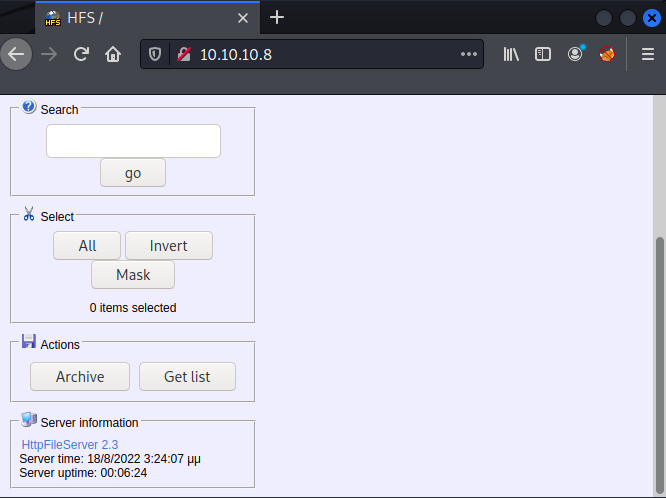 HFS /
10.10.10.8
Search
go
Select
All Invert
Mask
0 items selected
Actions
Archive Get list
Server information
HttpFileServer 2.3
Server time: 18/8/2022 3:24:07 μμ
Server uptime: 00:06:24